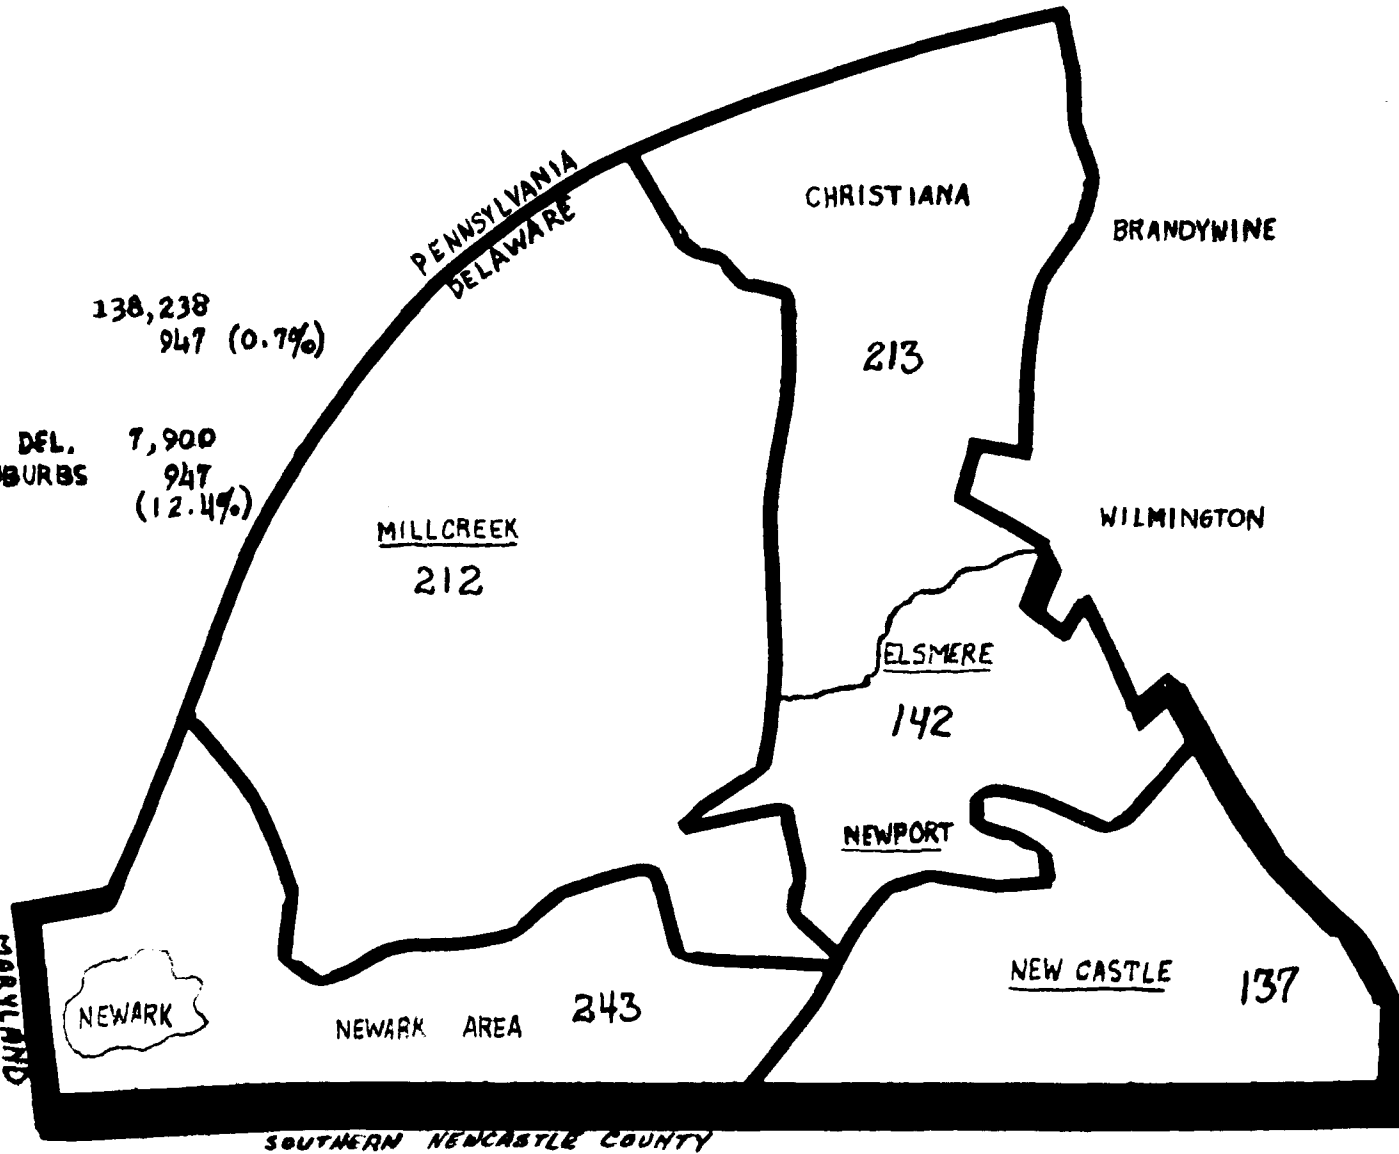 PENNSYLVANIA
DELAWARE
CHRISTIANA
BRANDYWINE
138,238
947 (0.7%)
213
DEL. 7,900
BURBS 947
(12.4%)
MILLCREEK
212
WILMINGTON
ELSMERE
142
NEWPORT
MARYLAND
NEWARK
NEWARK AREA 243
NEW CASTLE 137
SOUTHERN NEWCASTLE COUNTY